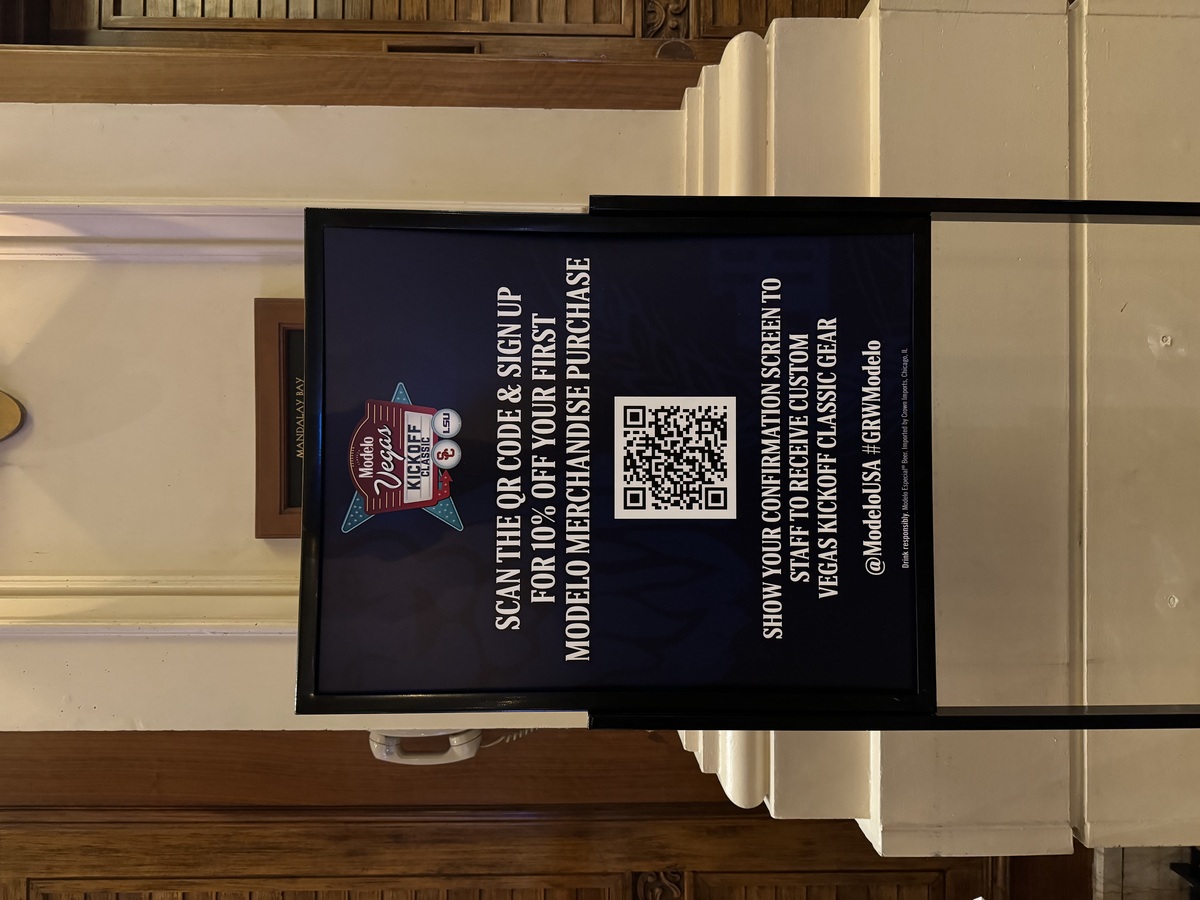 MANDALAY BAY
Modelo
Vegas
KICKOFF
CLASSIC
SC
LSU
SCAN THE QR CODE & SIGN UP
FOR 10% OFF YOUR FIRST
MODELO MERCHANDISE PURCHASE
SHOW YOUR CONFIRMATION SCREEN TO
STAFF TO RECEIVE CUSTOM
VEGAS KICKOFF CLASSIC GEAR
@ModeloUSA #GRWModelo
Drink responsibly. Modelo Especial® Beer. Imported by Crown Imports, Chicago, IL